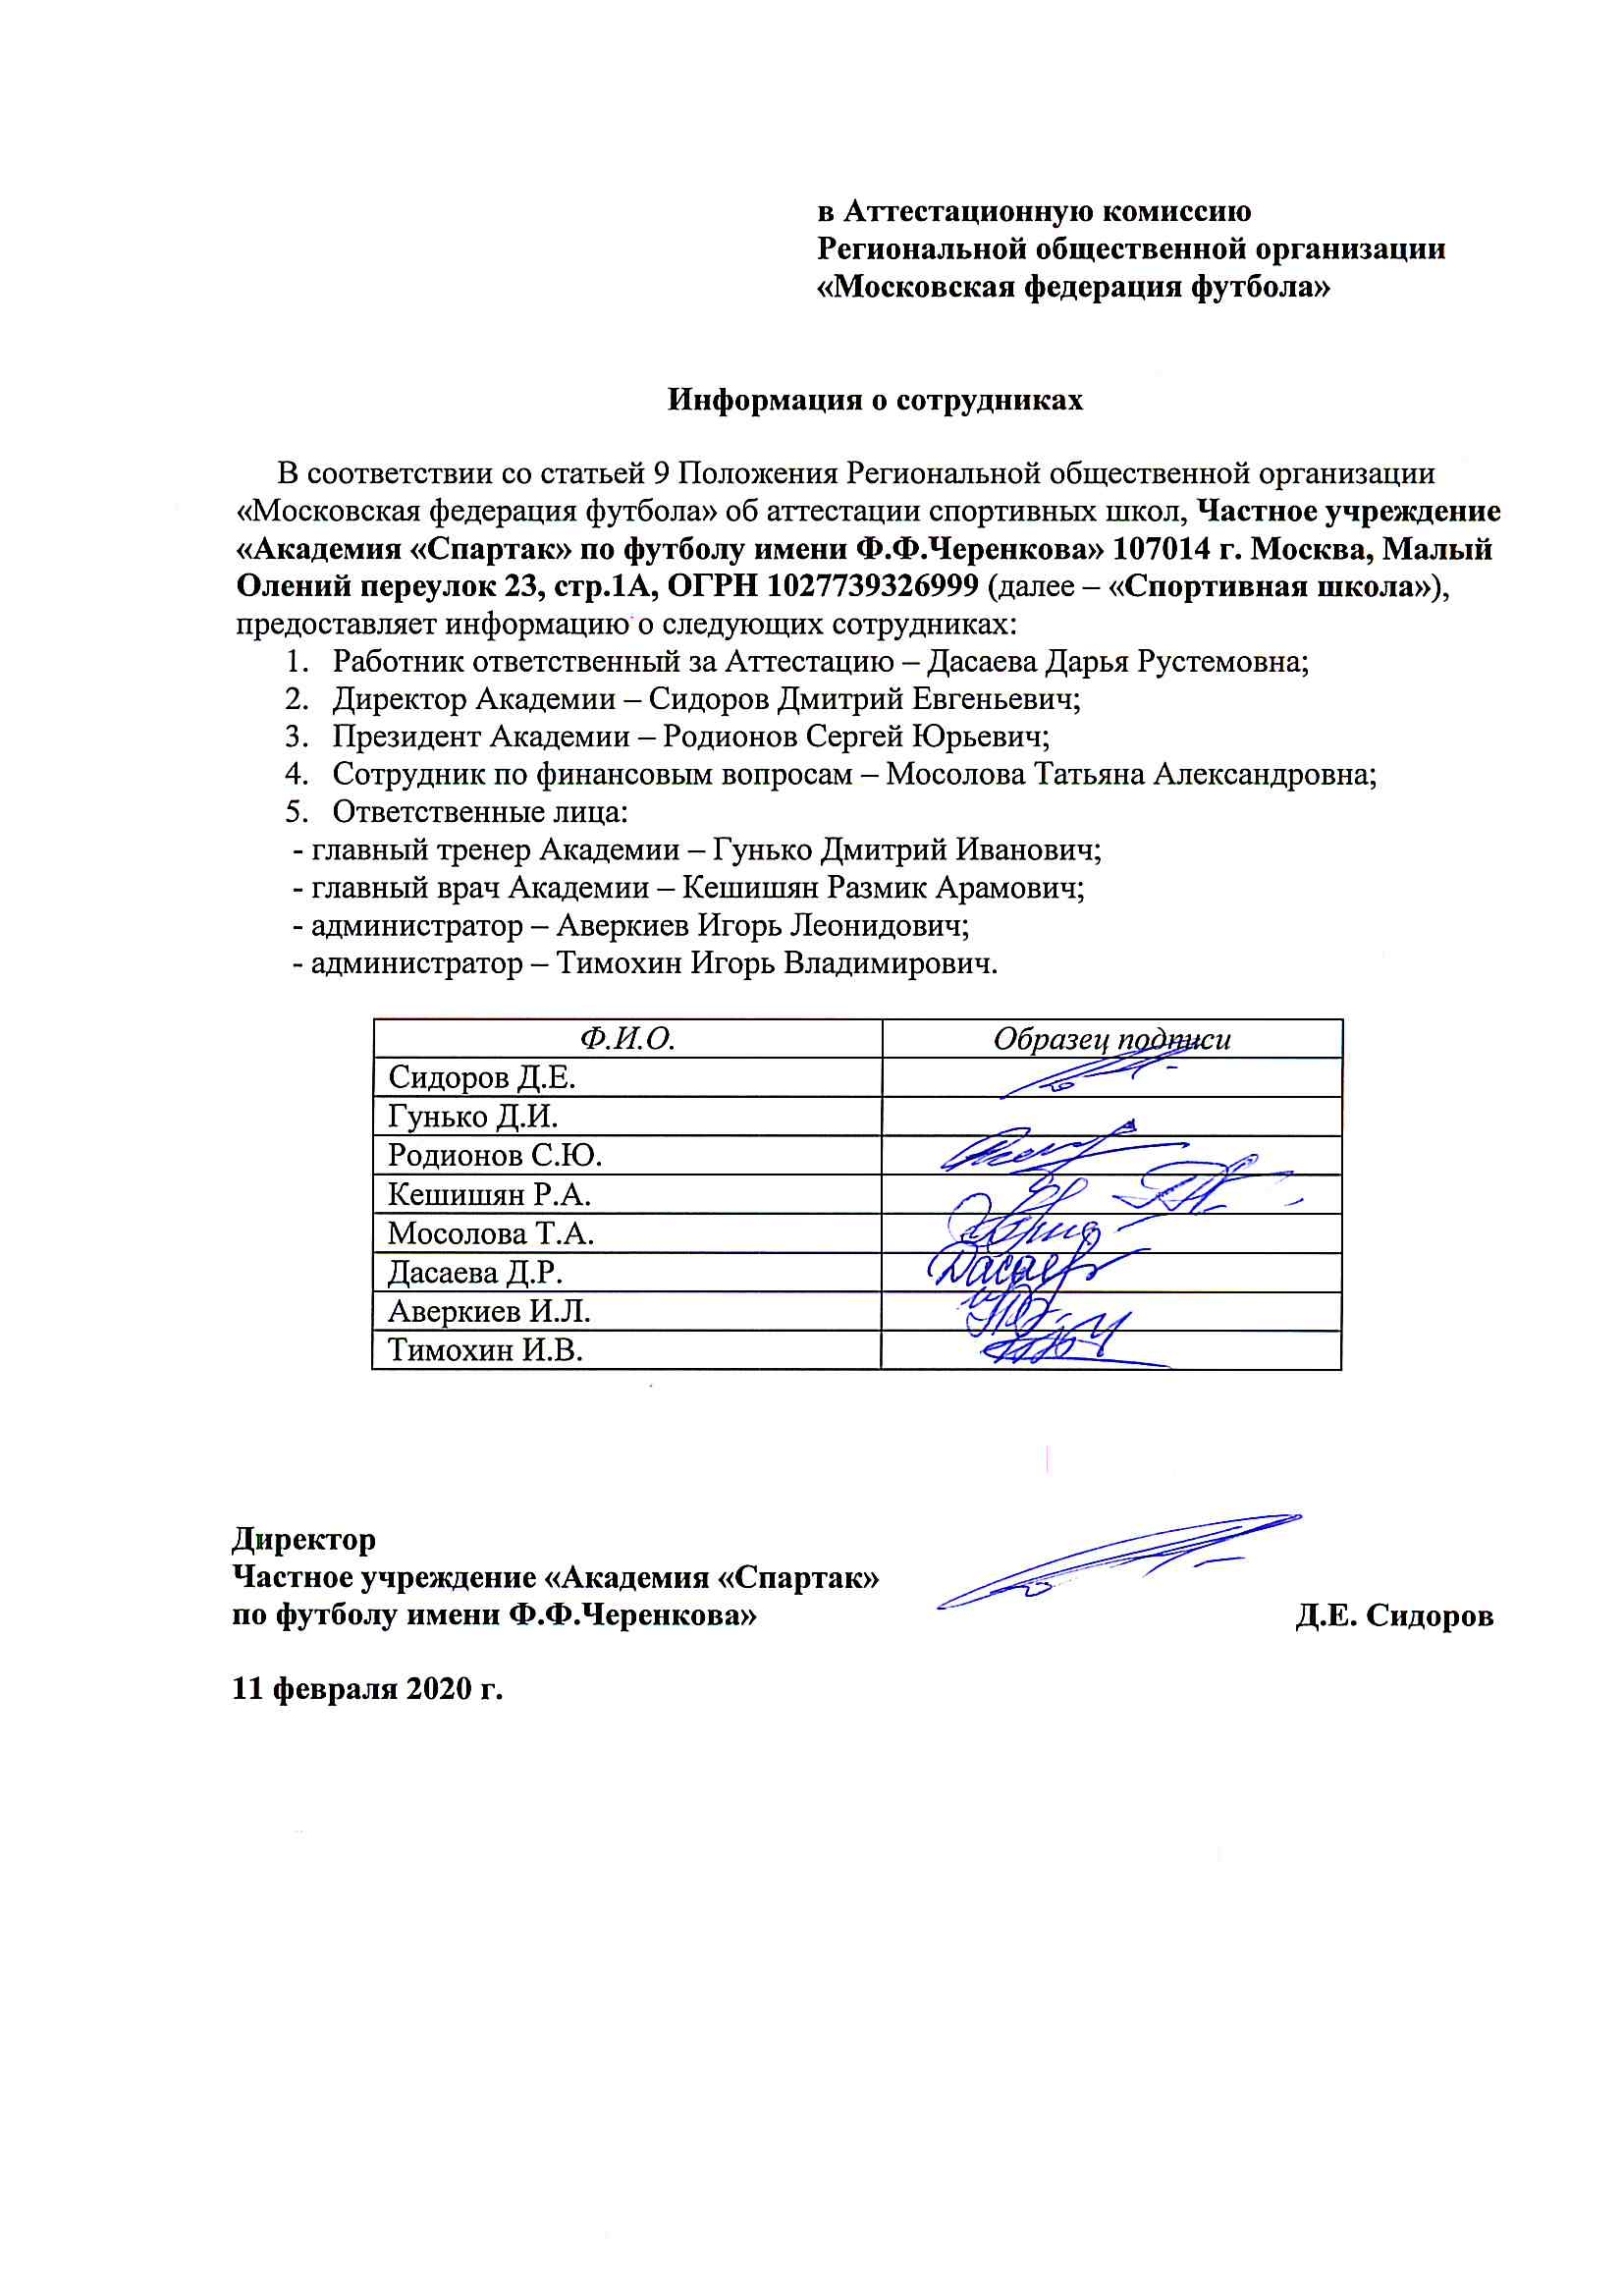 в Аттестационную комиссию
Региональной общественной организации
«Московская федерация футбола»
Информация о сотрудниках
В соответствии со статьей 9 Положения Региональной общественной организации
«Московская федерация футбола» об аттестации спортивных школ, Частное учреждение
«Академия «Спартак» по футболу имени Ф.Ф.Черенкова» 107014 г. Москва, Малый
Олений переулок 23, стр.1А, ОГРН 1027739326999 (далее – «Спортивная школа»),
предоставляет информацию о следующих сотрудниках:
1. Работник ответственный за Аттестацию – Дасаева Дарья Рустемовна;
2. Директор Академии – Сидоров Дмитрий Евгеньевич;
3. Президент Академии – Родионов Сергей Юрьевич;
4. Сотрудник по финансовым вопросам – Мосолова Татьяна Александровна;
5. Ответственные лица:
- главный тренер Академии – Гунько Дмитрий Иванович;
- главный врач Академии – Кешишян Размик Арамович;
- администратор – Аверкиев Игорь Леонидович;
- администратор – Тимохин Игорь Владимирович.
Ф.И.О. Образец подписи
Сидоров Д.Е.
Гунько Д.И.
Родионов С.Ю.
Кешишян Р.А.
Мосолова Т.А.
Дасаева Д.Р.
Аверкиев И.Л.
Тимохин И.В.
Директор
Частное учреждение «Академия «Спартак»
по футболу имени Ф.Ф.Черенкова» Д.Е. Сидоров
11 февраля 2020 г.